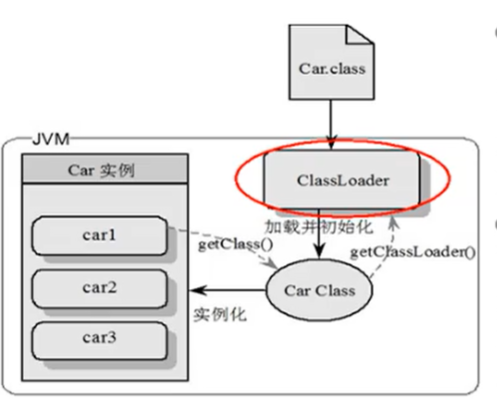 Car.class
JVM
Car 实例
ClassLoader
加载并初始化
car1
getClass()
getClassLoader()
car2
Car Class
实例化
car3